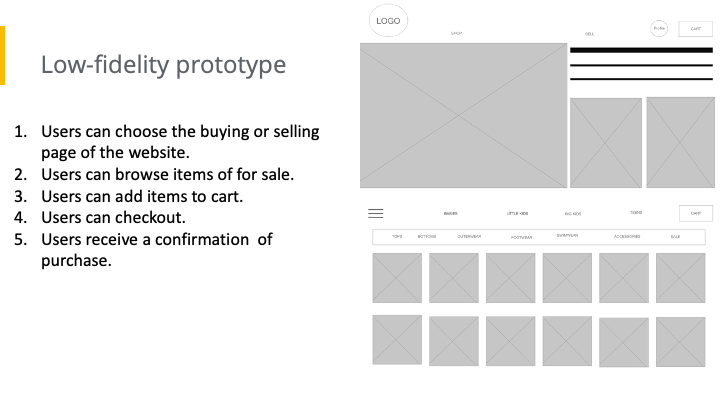 Low-fidelity prototype
1. Users can choose the buying or selling
page of the website.
2. Users can browse items of for sale.
3. Users can add items to cart.
4. Users can checkout.
5. Users receive a confirmation of
purchase.
LOGO
SHOP
SELL
Profile
CART
BABIES
LITTLE KIDS
BIG KIDS
TEENS
CART
TOPS
BOTTOMS
OUTERWEAR
FOOTWEAR
SWIMWEAR
ACCESSORIES
SALE